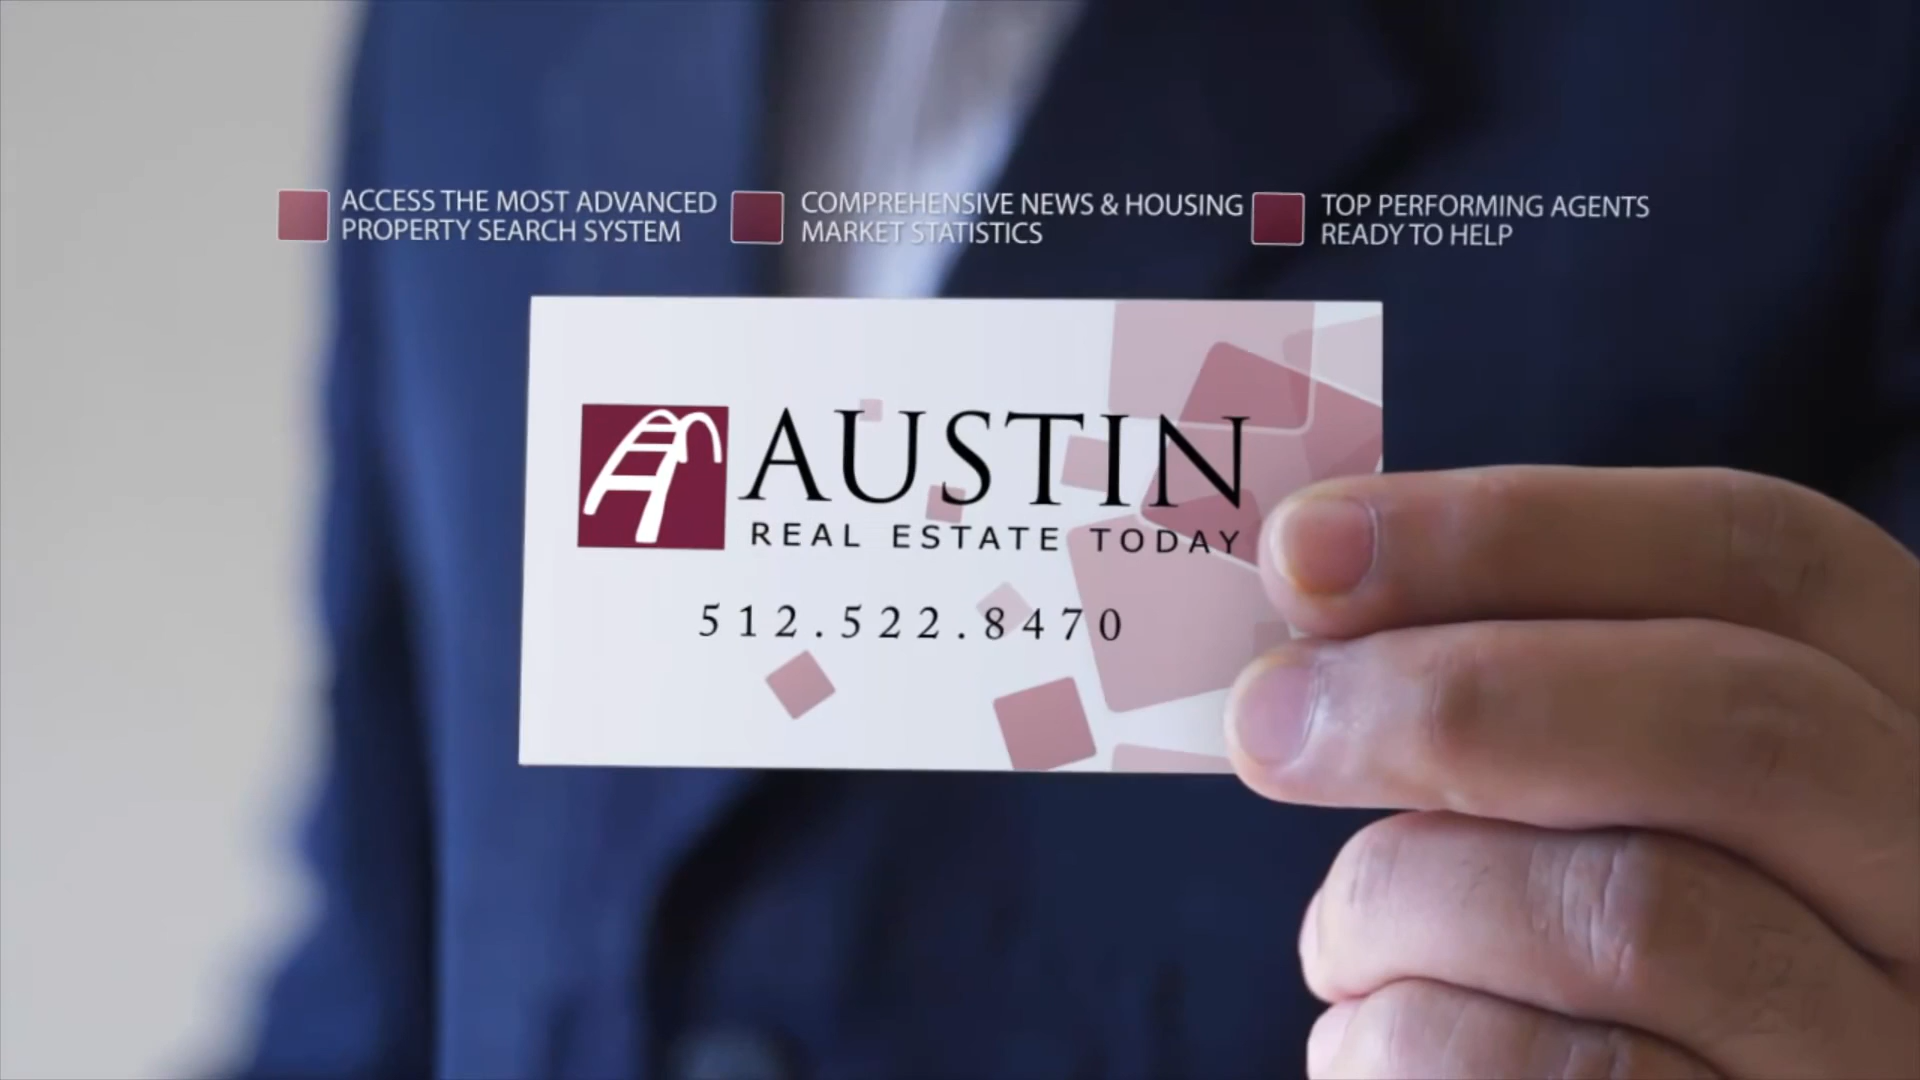 ACCESS THE MOST ADVANCED
PROPERTY SEARCH SYSTEM
COMPREHENSIVE NEWS & HOUSING
MARKET STATISTICS
TOP PERFORMING AGENTS
READY TO HELP
AUSTIN
REAL ESTATE TODAY
512.522.8470